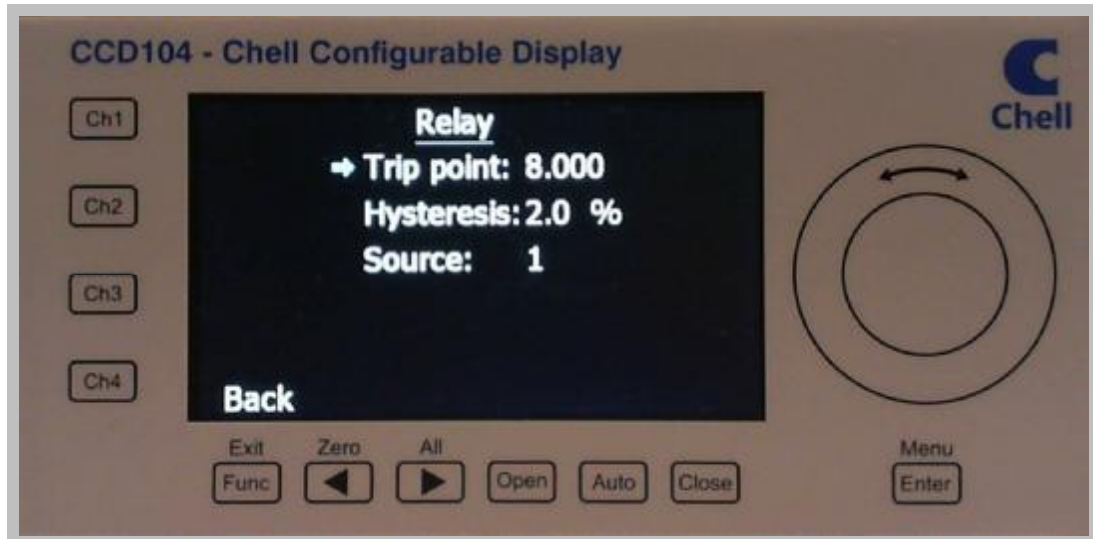 CCD104 - Chell Configurable Display
Chell
Ch1
Ch2
Ch3
Ch4
Relay
Trip point: 8.000
Hysteresis: 2.0 %
Source: 1
Back
Exit Zero All Menu
Func Open Auto Close Enter